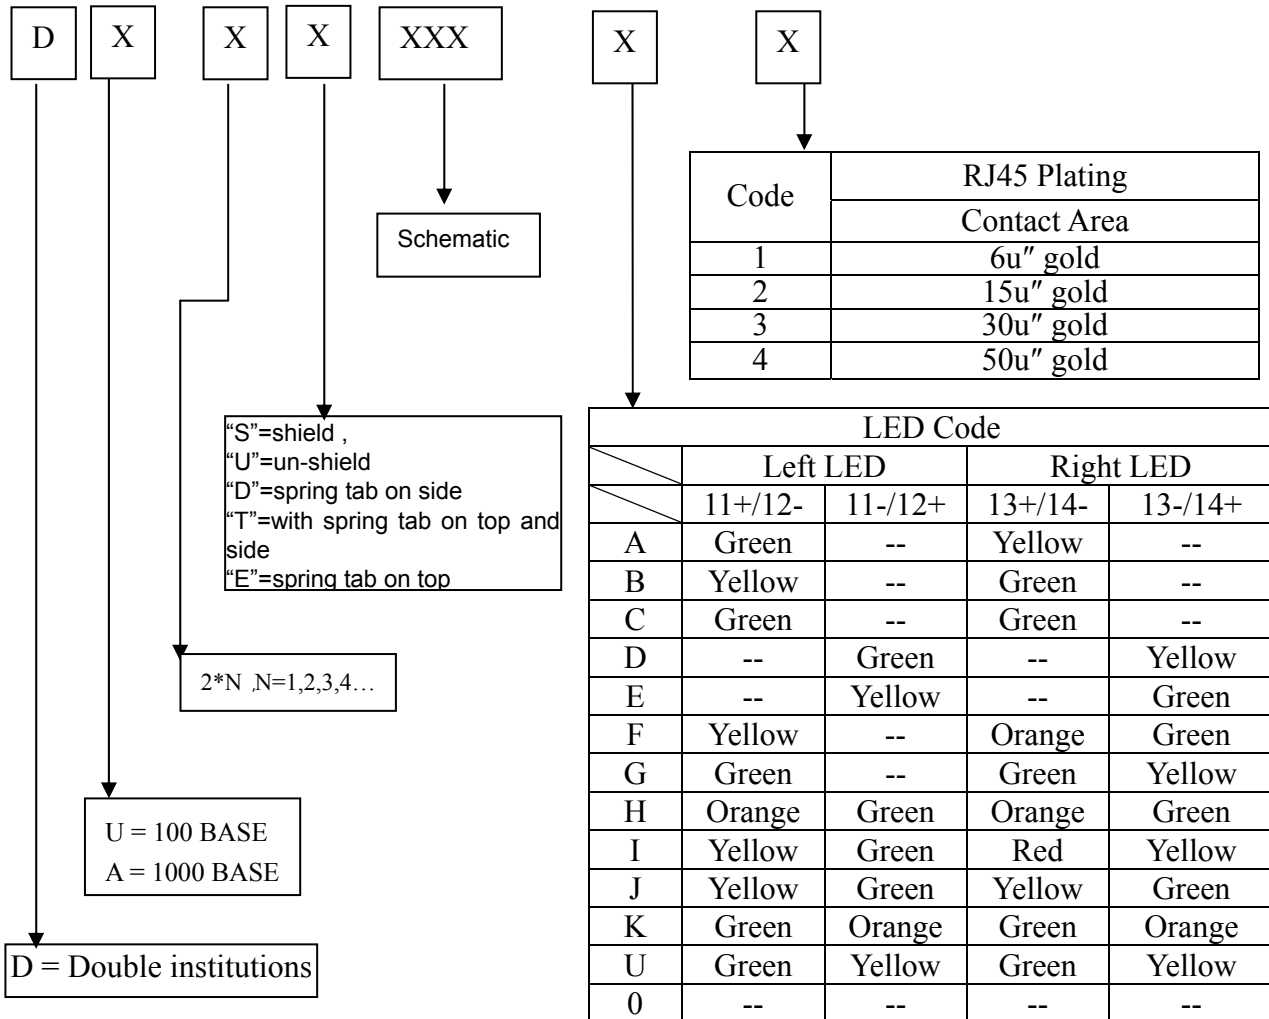 D X X X XXX X X
Code RJ45 Plating
Contact Area
1 6u″ gold
2 15u″ gold
3 30u″ gold
4 50u″ gold
Schematic
“S”=shield ,
“U”=un-shield
“D”=spring tab on side
“T”=with spring tab on top and
side
“E”=spring tab on top
2*N ,N=1,2,3,4…
U = 100 BASE
A = 1000 BASE
D = Double institutions
LED Code
Left LED Right LED
11+/12- 11-/12+ 13+/14- 13-/14+
A Green -- Yellow --
B Yellow -- Green --
C Green -- Green --
D -- Green -- Yellow
E -- Yellow -- Green
F Yellow -- Orange Green
G Green -- Green Yellow
H Orange Green Orange Green
I Yellow Green Red Yellow
J Yellow Green Yellow Green
K Green Orange Green Orange
U Green Yellow Green Yellow
0 -- -- -- --